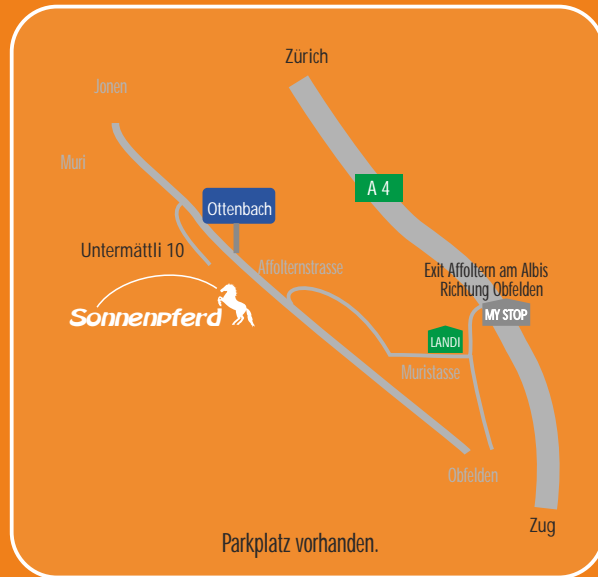 Zürich
Jonen
Muri
A 4
Ottenbach
Untermättli 10
Affolternstrasse
Exit Affoltern am Albis
Richtung Obfelden
Sonnenpferd
MY STOP
LANDI
Muristasse
Obfelden
Zug
Parkplatz vorhanden.